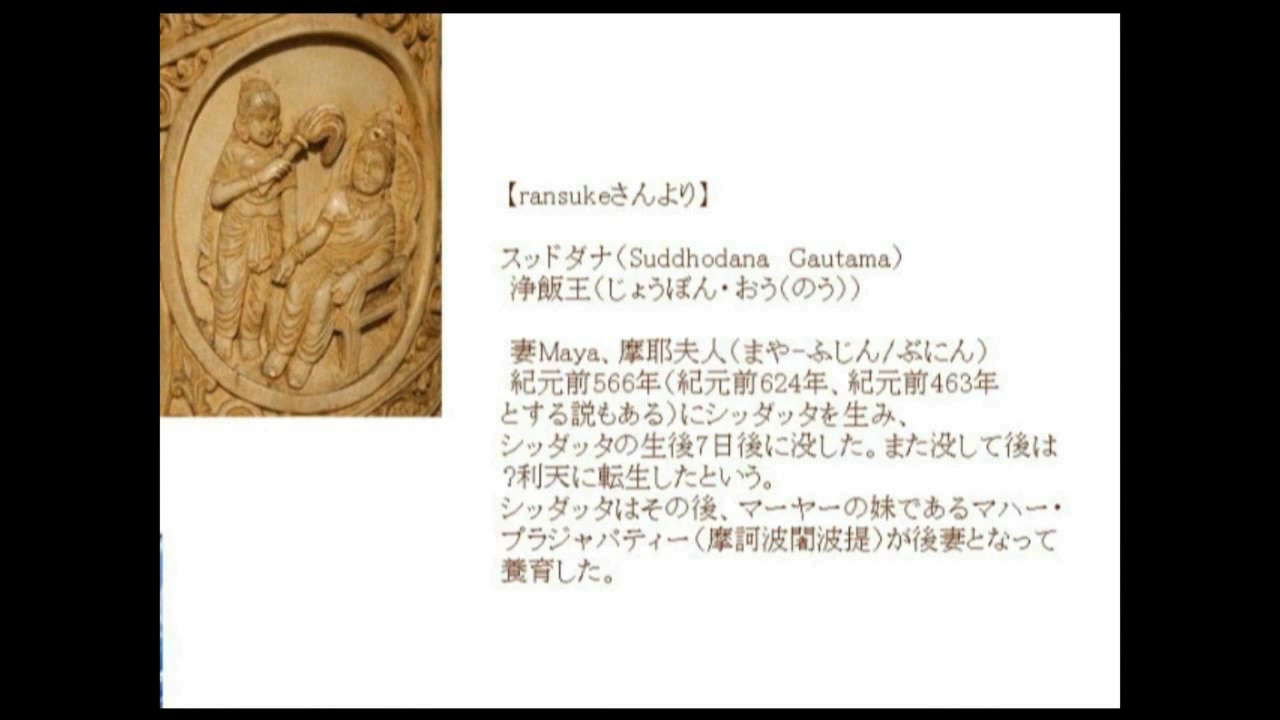 【ransukeさんより】
スッドダナ（Suddhodana　Gautama）
浄飯王（じょうぼん・おう（のう））
妻Maya、摩耶夫人（まや-ふじん/ぶにん）
紀元前566年（紀元前624年、紀元前463年
とする説もある）にシッダッタを生み、
シッダッタの生後7日後に没した。また没して後は
?利天に転生したという。
シッダッタはその後、マーヤーの妹であるマハー・
プラジャパティー（摩訶波闍波提）が後妻となって
養育した。